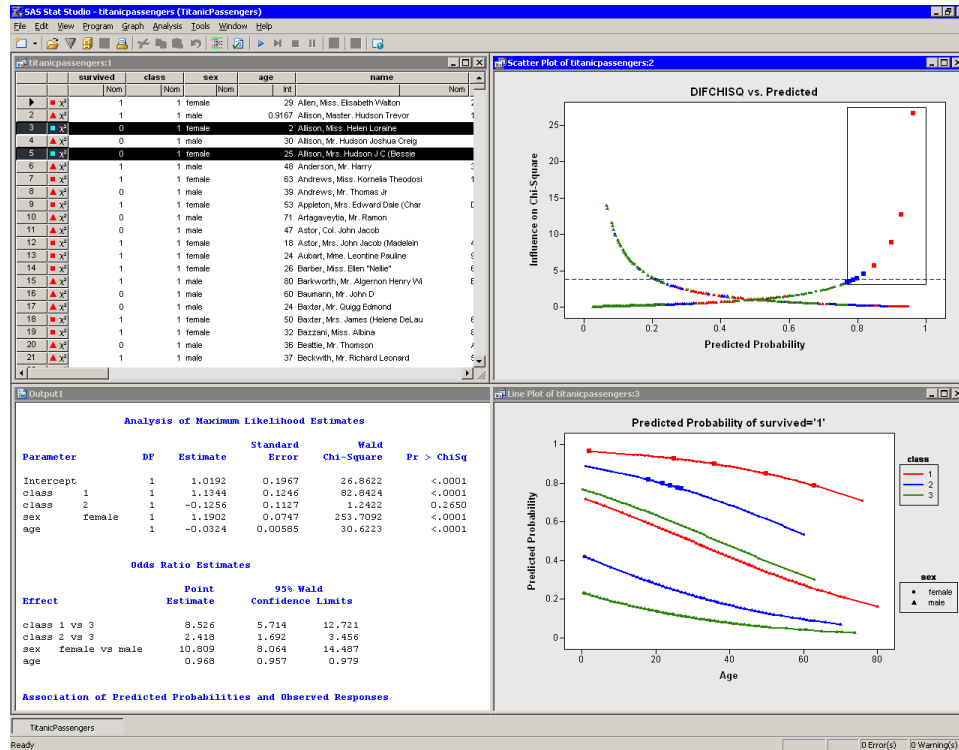 SAS Stat Studio - titanicpassengers (TitanicPassengers)
File Edit View Program Graph Analysis Tools Window Help
titanicpassengers:1
survived class sex age name
Nom Nom Nom Int Nom
χ² 1 1 female 29 Allen, Miss. Elisabeth Walton
2 χ² 1 1 male 0.9167 Allison, Master. Hudson Trevor
3 χ² 0 1 female 2 Allison, Miss. Helen Loraine
4 χ² 0 1 male 30 Allison, Mr. Hudson Joshua Creig
5 χ² 0 1 female 25 Allison, Mrs. Hudson J C (Bessie
6 χ² 1 1 male 48 Anderson, Mr. Harry
7 χ² 1 1 female 63 Andrews, Miss. Kornelia Theodosi
8 χ² 0 1 male 39 Andrews, Mr. Thomas Jr
9 χ² 1 1 female 53 Appleton, Mrs. Edward Dale (Char
10 χ² 0 1 male 71 Artagaveytia, Mr. Ramon
11 χ² 0 1 male 47 Astor, Col. John Jacob
12 χ² 1 1 female 18 Astor, Mrs. John Jacob (Madelein
13 χ² 1 1 female 24 Aubart, Mme. Leontine Pauline
14 χ² 1 1 female 26 Barber, Miss. Ellen "Nellie"
15 χ² 1 1 male 80 Barkworth, Mr. Algernon Henry Wi
16 χ² 0 1 male 60 Baumann, Mr. John D
17 χ² 0 1 male 24 Baxter, Mr. Quigg Edmond
18 χ² 1 1 female 50 Baxter, Mrs. James (Helene DeLau
19 χ² 1 1 female 32 Bazzani, Miss. Albina
20 χ² 0 1 male 36 Beattie, Mr. Thomson
21 χ² 1 1 male 37 Beckwith, Mr. Richard Leonard
Scatter Plot of titanicpassengers:2
DIFCHISQ vs. Predicted
Influence on Chi-Square
25
20
15
10
5
0
0 0.2 0.4 0.6 0.8 1
Predicted Probability
Output1
Analysis of Maximum Likelihood Estimates
Standard Wald
Parameter DF Estimate Error Chi-Square Pr > ChiSq
Intercept 1 1.0192 0.1967 26.8622 <.0001
class 1 1 1.1344 0.1246 82.8424 <.0001
class 2 1 -0.1256 0.1127 1.2422 0.2650
sex female 1 1.1902 0.0747 253.7092 <.0001
age 1 -0.0324 0.00585 30.6223 <.0001
Odds Ratio Estimates
Point 95% Wald
Effect Estimate Confidence Limits
class 1 vs 3 8.526 5.714 12.721
class 2 vs 3 2.418 1.692 3.456
sex female vs male 10.809 8.064 14.487
age 0.968 0.957 0.979
Association of Predicted Probabilities and Observed Responses
Line Plot of titanicpassengers:3
Predicted Probability of survived='1'
Predicted Probability
1
0.8
0.6
0.4
0.2
0
0 20 40 60 80
Age
class
1
2
3
sex
female
male
TitanicPassengers
Ready
0 Error(s) 0 Warning(s)